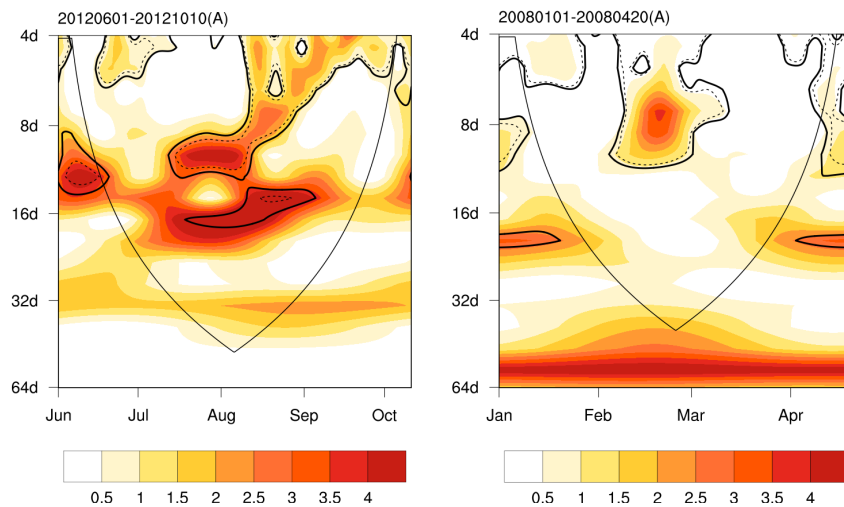 20120601-20121010(A)
4d
8d
16d
32d
64d
Jun Jul Aug Sep Oct
0.5 1 1.5 2 2.5 3 3.5 4
20080101-20080420(A)
4d
8d
16d
32d
64d
Jan Feb Mar Apr
0.5 1 1.5 2 2.5 3 3.5 4